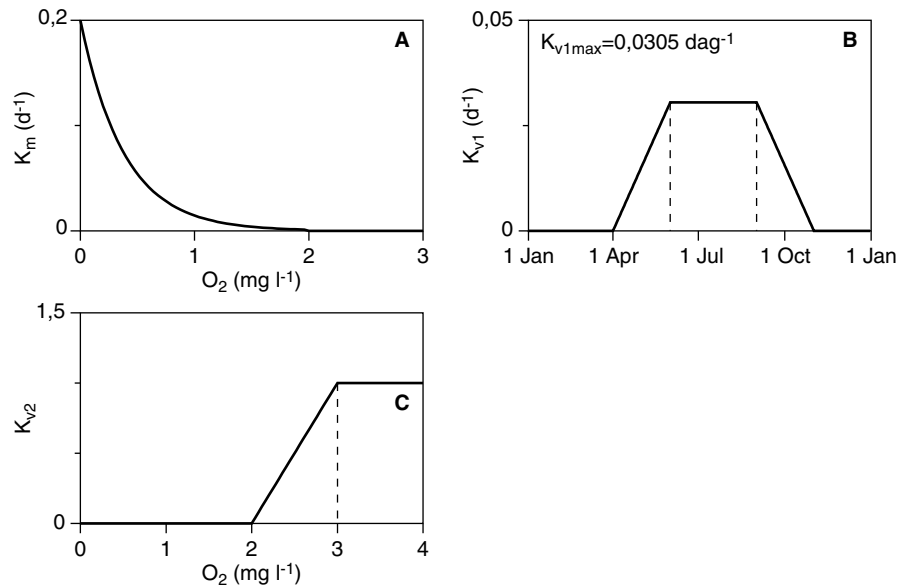 0,2
A
K_m (d^-1)
0
0 1 2 3
O_2 (mg l^-1)
0,05
K_v1max=0,0305 dag^-1
B
K_v1 (d^-1)
0
1 Jan 1 Apr 1 Jul 1 Oct 1 Jan
1,5
C
K_v2
0
0 1 2 3 4
O_2 (mg l^-1)